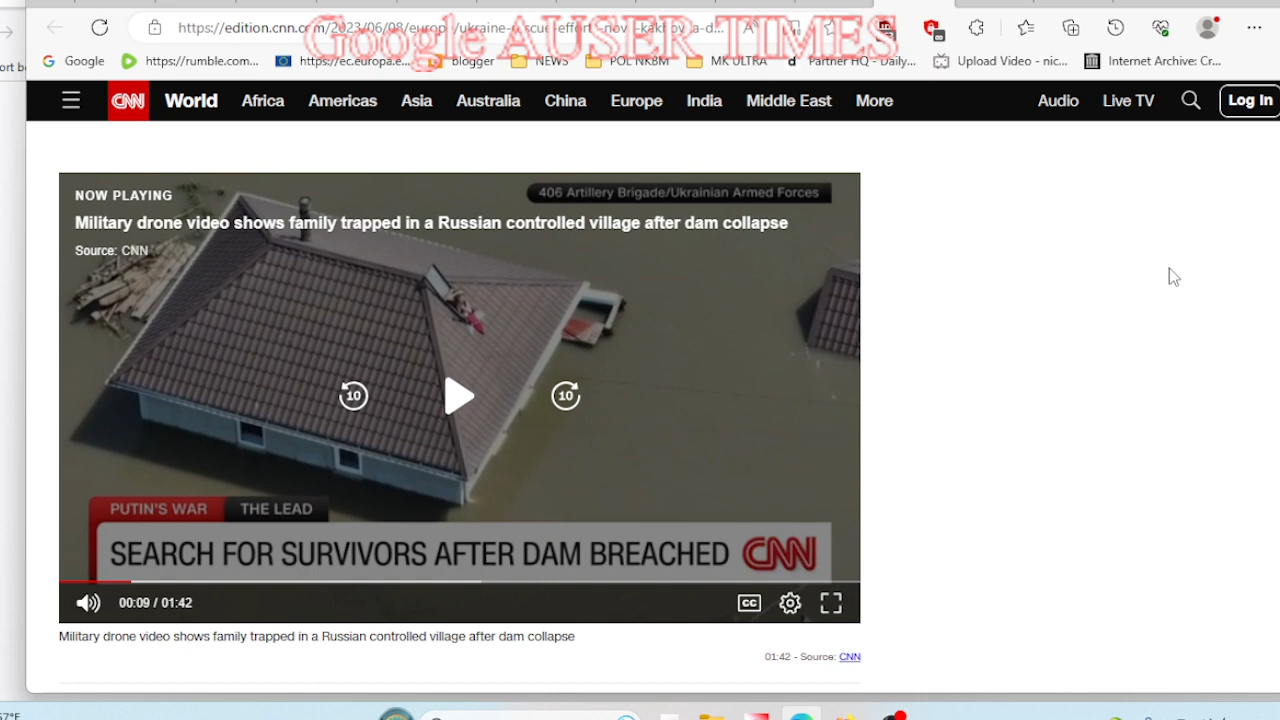 Google AUSER TIMES
https://edition.cnn.com/2023/06/08/europe/ukraine-rescue-effort
Google
https://rumble.com...
https://ec.europa.e...
blogger
NEWS
POL NK8M
MK ULTRA
Partner HQ - Daily...
Upload Video - nic...
Internet Archive: Cr...
CNN World Africa Americas Asia Australia China Europe India Middle East More Audio Live TV Log In
NOW PLAYING
406 Artillery Brigade/Ukrainian Armed Forces
Military drone video shows family trapped in a Russian controlled village after dam collapse
Source: CNN
10 10
PUTIN'S WAR THE LEAD
SEARCH FOR SURVIVORS AFTER DAM BREACHED CNN
00:09 / 01:42 CC
Military drone video shows family trapped in a Russian controlled village after dam collapse
01:42 - Source: CNN